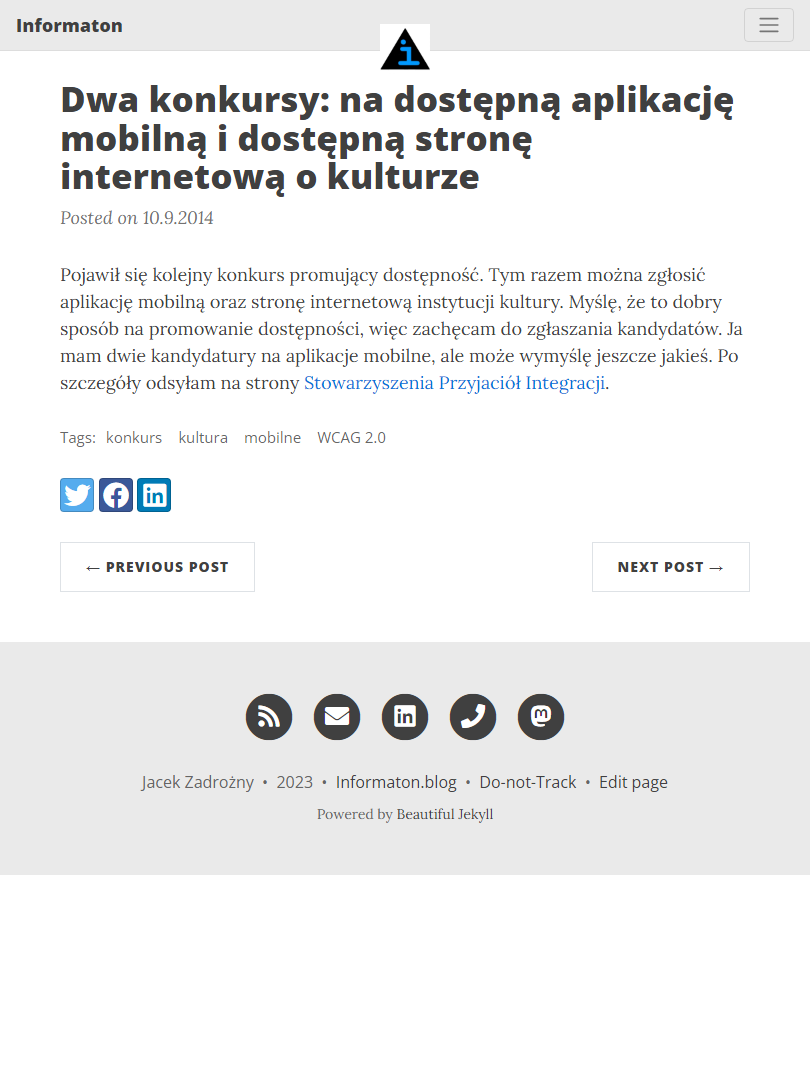 Informaton
i
Dwa konkursy: na dostępną aplikację
mobilną i dostępną stronę
internetową o kulturze
Posted on 10.9.2014
Pojawił się kolejny konkurs promujący dostępność. Tym razem można zgłosić
aplikację mobilną oraz stronę internetową instytucji kultury. Myślę, że to dobry
sposób na promowanie dostępności, więc zachęcam do zgłaszania kandydatów. Ja
mam dwie kandydatury na aplikacje mobilne, ale może wymyślę jeszcze jakieś. Po
szczegóły odsyłam na strony Stowarzyszenia Przyjaciół Integracji.
Tags: konkurs kultura mobilne WCAG 2.0
← PREVIOUS POST NEXT POST →
Jacek Zadrożny • 2023 • Informaton.blog • Do-not-Track • Edit page
Powered by Beautiful Jekyll